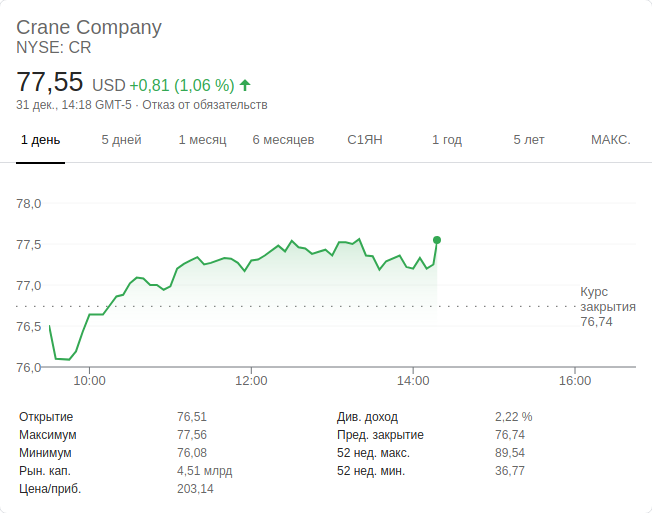 Crane Company
NYSE: CR
77,55 USD +0,81 (1,06 %)
31 дек., 14:18 GMT-5 · Отказ от обязательств
1 день 5 дней 1 месяц 6 месяцев С1ЯН 1 год 5 лет МАКС.
78,0
77,5
77,0
76,5
76,0
Курс
закрытия
76,74
10:00 12:00 14:00 16:00
Открытие 76,51
Максимум 77,56
Минимум 76,08
Рын. кап. 4,51 млрд
Цена/приб. 203,14
Див. доход 2,22 %
Пред. закрытие 76,74
52 нед. макс. 89,54
52 нед. мин. 36,77